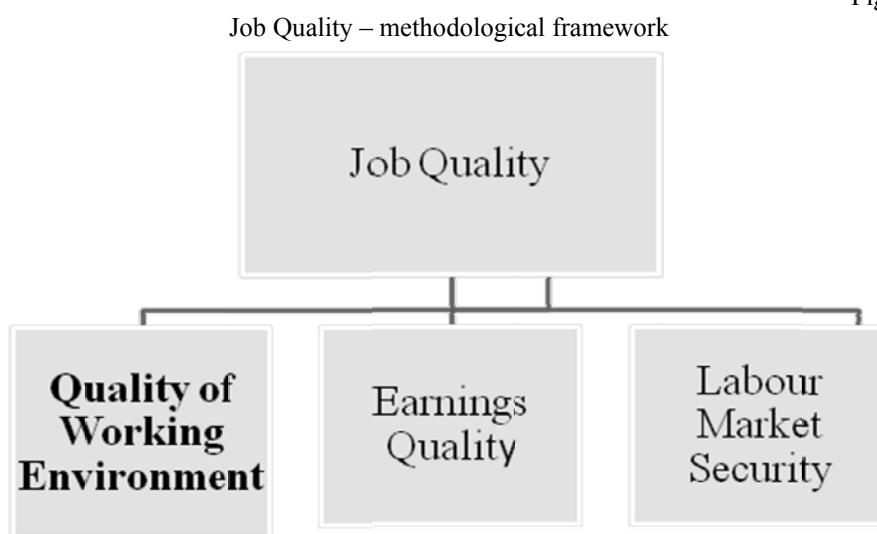 Job Quality – methodological framework
Job Quality
Quality of
Working
Environment
Earnings
Quality
Labour
Market
Security